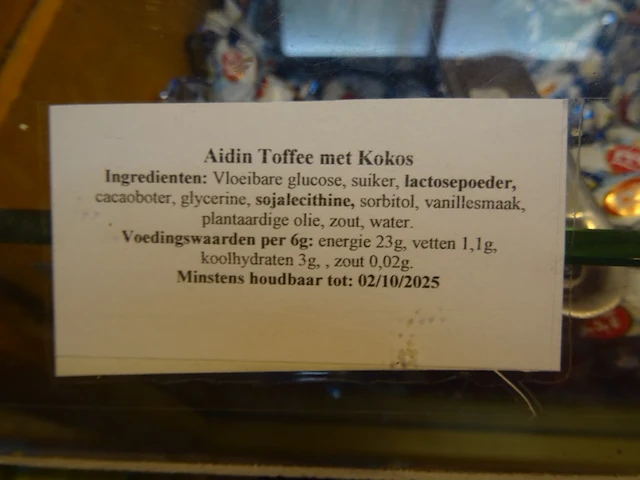 Aidin Toffee met Kokos
Ingredienten: Vloeibare glucose, suiker, lactosepoeder,
cacaoboter, glycerine, sojalecithine, sorbitol, vanillesmaak,
plantaardige olie, zout, water.
Voedingswaarden per 6g: energie 23g, vetten 1,1g,
koolhydraten 3g, , zout 0,02g.
Minstens houdbaar tot: 02/10/2025